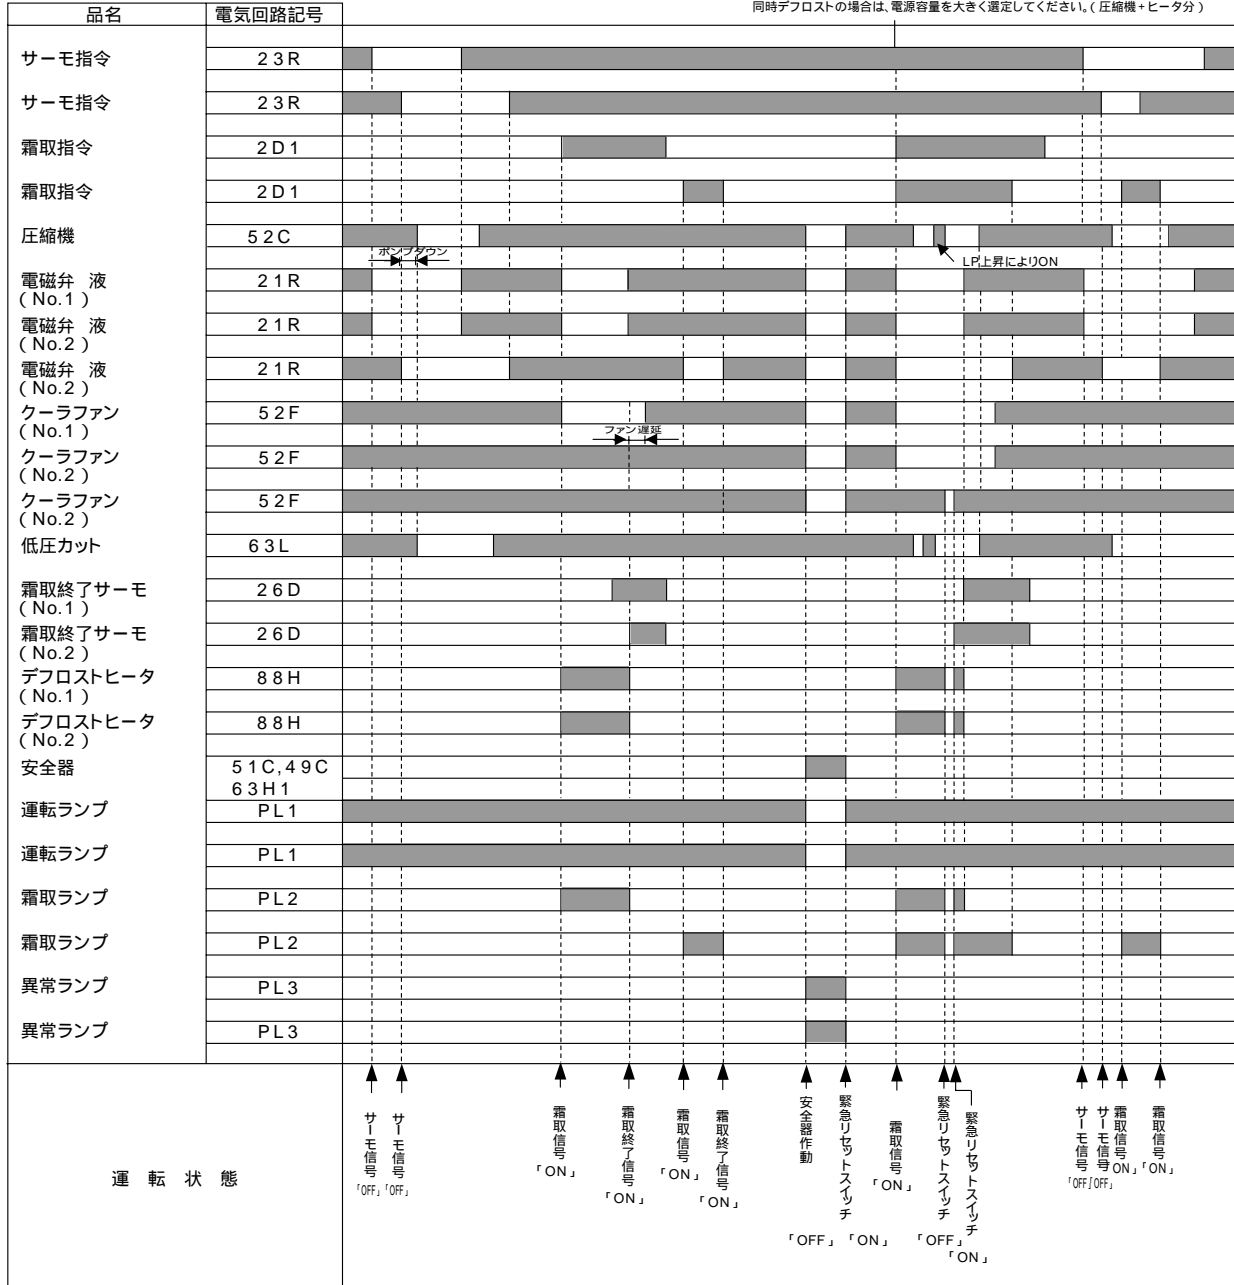 同時デフロストの場合は、電源容量を大きく選定してください。(圧縮機+ヒータ分)
品名 電気回路記号
サーモ指令 23R
サーモ指令 23R
霜取指令 2D1
霜取指令 2D1
圧縮機 52C
ポンプダウン
LP上昇によりON
電磁弁 液 21R
(No.1)
電磁弁 液 21R
(No.2)
電磁弁 液 21R
(No.2)
クーラファン 52F
(No.1)
ファン遅延
クーラファン 52F
(No.2)
クーラファン 52F
(No.2)
低圧カット 63L
霜取終了サーモ 26D
(No.1)
霜取終了サーモ 26D
(No.2)
デフロストヒータ 88H
(No.1)
デフロストヒータ 88H
(No.2)
安全器 51C,49C
63H1
運転ランプ PL1
運転ランプ PL1
霜取ランプ PL2
霜取ランプ PL2
異常ランプ PL3
異常ランプ PL3
運転状態
サーモ信号「OFF」
サーモ信号「OFF」
霜取信号「ON」
霜取終了信号「ON」
霜取信号「ON」
霜取終了信号「ON」
安全器作動
緊急リセットスイッチ「OFF」「ON」
霜取信号「ON」
緊急リセットスイッチ「OFF」
緊急リセットスイッチ「ON」
サーモ信号「OFF」
サーモ信号「OFF」
霜取信号「ON」
霜取信号「ON」